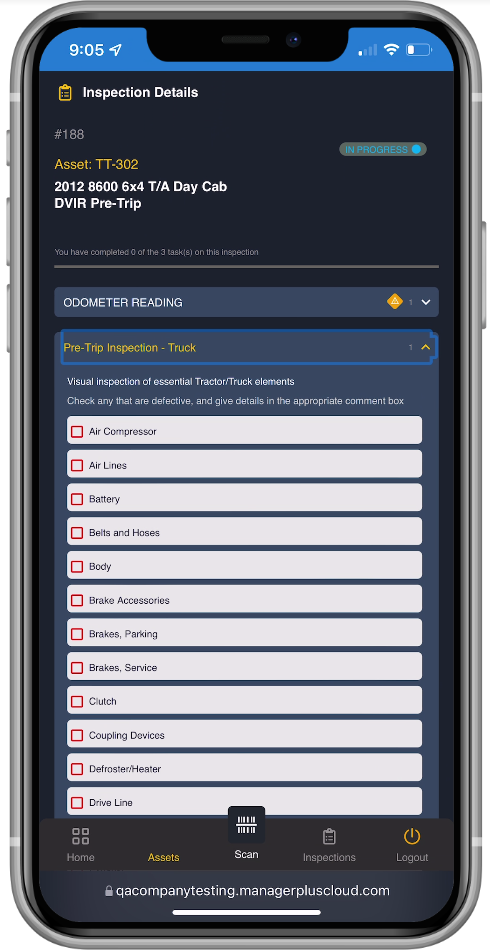 9:05
Inspection Details
#188
IN PROGRESS
Asset: TT-302
2012 8600 6x4 T/A Day Cab
DVIR Pre-Trip
You have completed 0 of the 3 task(s) on this inspection
ODOMETER READING 1
Pre-Trip Inspection - Truck 1
Visual inspection of essential Tractor/Truck elements
Check any that are defective, and give details in the appropriate comment box
Air Compressor
Air Lines
Battery
Belts and Hoses
Body
Brake Accessories
Brakes, Parking
Brakes, Service
Clutch
Coupling Devices
Defroster/Heater
Drive Line
Home Assets Scan Inspections Logout
qacompanytesting.managerpluscloud.com